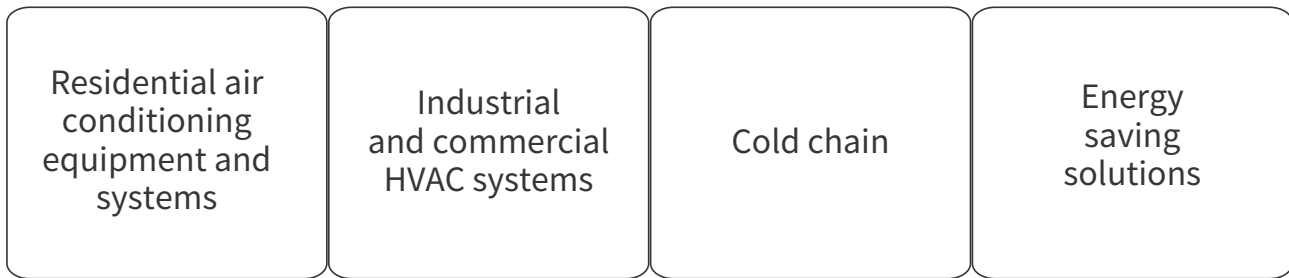 Residential air
conditioning
equipment and
systems
Industrial
and commercial
HVAC systems
Cold chain
Energy
saving
solutions